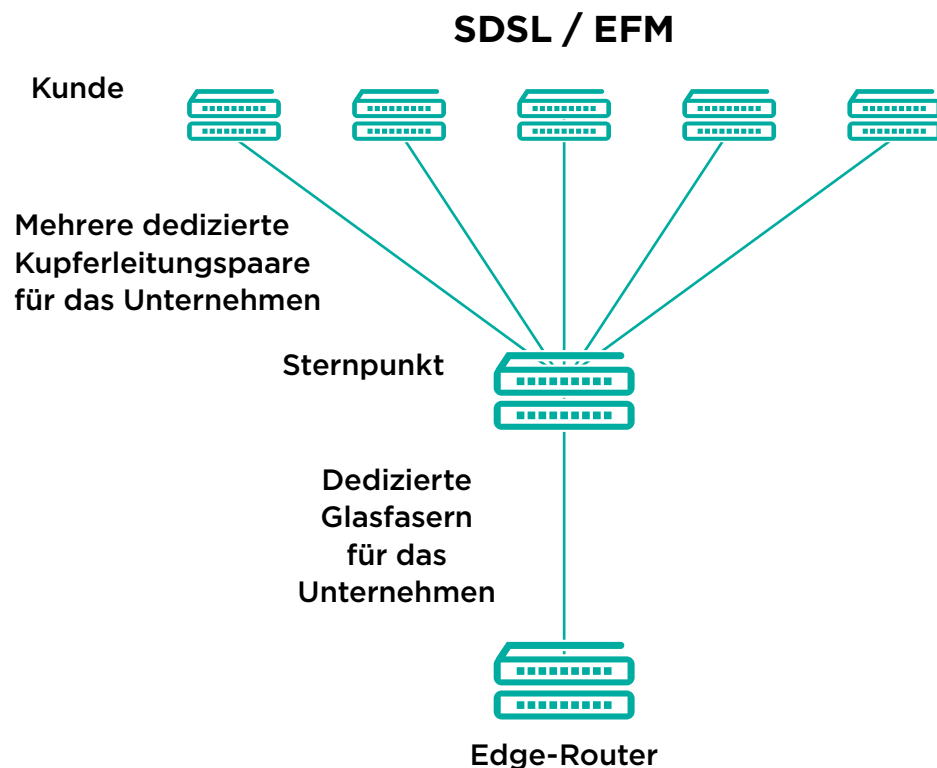 SDSL / EFM
Kunde
Mehrere dedizierte
Kupferleitungspaare
für das Unternehmen
Sternpunkt
Dedizierte
Glasfasern
für das
Unternehmen
Edge-Router